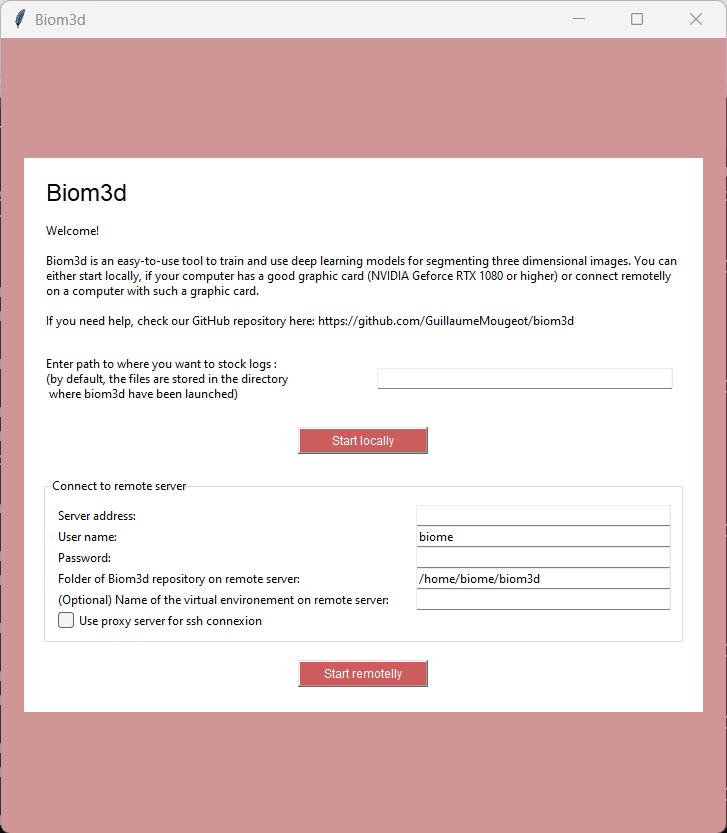 Biom3d
Biom3d
Welcome!
Biom3d is an easy-to-use tool to train and use deep learning models for segmenting three dimensional images. You can
either start locally, if your computer has a good graphic card (NVIDIA Geforce RTX 1080 or higher) or connect remotelly
on a computer with such a graphic card.
If you need help, check our GitHub repository here: https://github.com/GuillaumeMougeot/biom3d
Enter path to where you want to stock logs :
(by default, the files are stored in the directory
where biom3d have been launched)
Start locally
Connect to remote server
Server address:
User name: biome
Password:
Folder of Biom3d repository on remote server: /home/biome/biom3d
(Optional) Name of the virtual environement on remote server:
Use proxy server for ssh connexion
Start remotelly